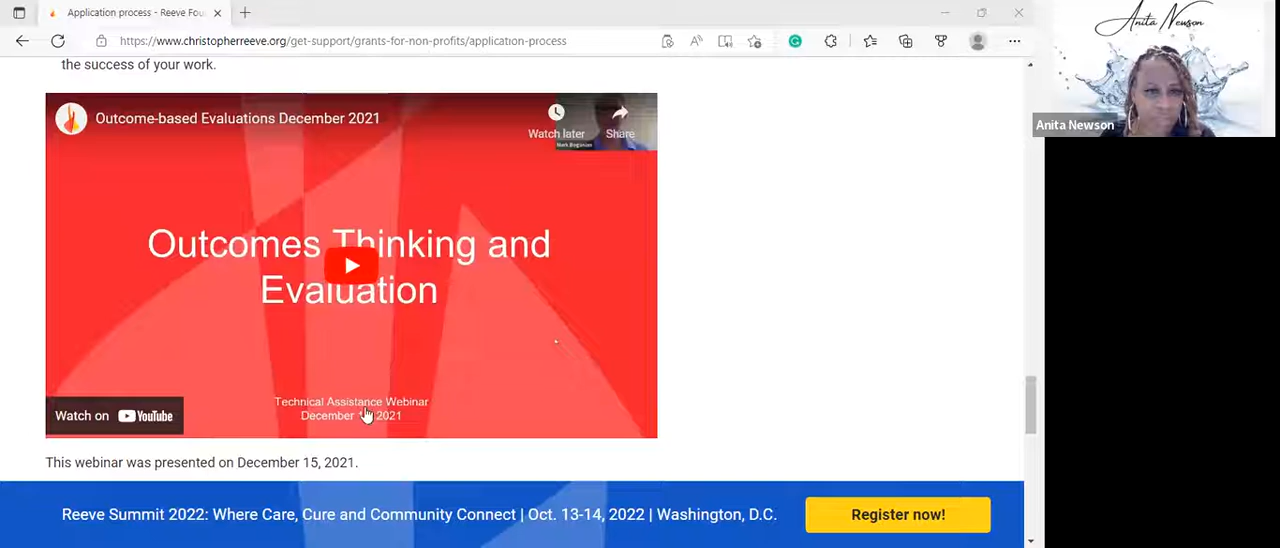 Application process - Reeve Fou
https://www.christopherreeve.org/get-support/grants-for-non-profits/application-process
Anita Newson
Anita Newson
the success of your work.
Outcome-based Evaluations December 2021
Watch later
Share
Outcomes Thinking and
Evaluation
Technical Assistance Webinar
December 2021
Watch on YouTube
This webinar was presented on December 15, 2021.
Reeve Summit 2022: Where Care, Cure and Community Connect | Oct. 13-14, 2022 | Washington, D.C.
Register now!